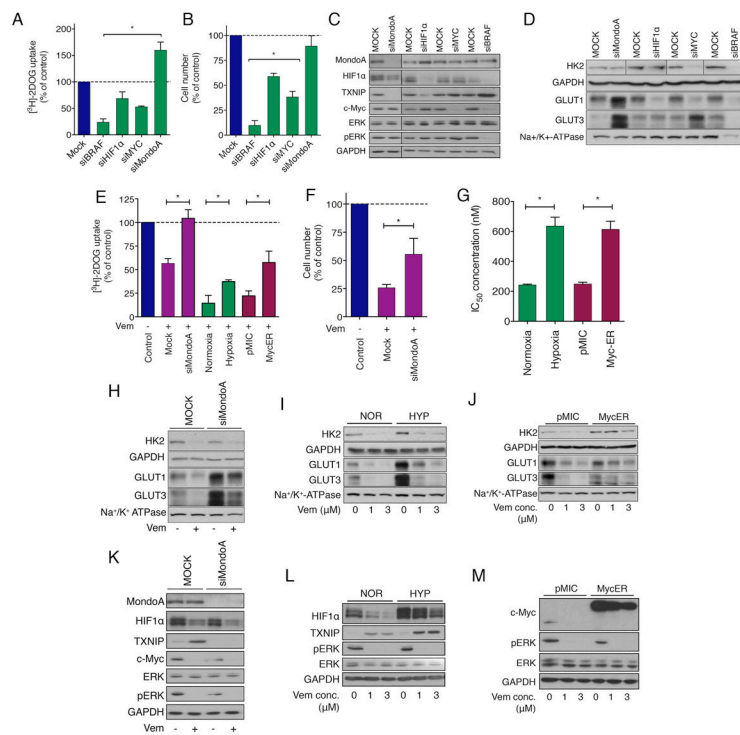 A
[³H]-2DOG uptake
(% of control)
200
150
100
50
0
Mock
siBRAF
siHIF1α
siMYC
siMondoA
*
B
Cell number
(% of control)
100
75
50
25
0
Mock
siBRAF
siHIF1α
siMYC
siMondoA
*
C
MOCK
siMondoA
MOCK
siHIF1α
MOCK
siMYC
MOCK
siBRAF
MondoA
HIF1α
TXNIP
c-Myc
ERK
pERK
GAPDH
D
MOCK
siMondoA
MOCK
siHIF1α
MOCK
siMYC
MOCK
siBRAF
HK2
GAPDH
GLUT1
GLUT3
Na+/K+-ATPase
E
[³H]-2DOG uptake
(% of control)
125
100
75
50
25
0
* * *
Vem - + + + + + +
Control
Mock
siMondoA
Normoxia
Hypoxia
pMIC
MycER
F
Cell number
(% of control)
100
75
50
25
0
*
Vem - + +
Control
Mock
siMondoA
G
IC50 concentration (nM)
800
600
400
200
0
* *
Normoxia
Hypoxia
pMIC
Myc-ER
H
MOCK
siMondoA
HK2
GAPDH
GLUT1
GLUT3
Na⁺/K⁺ ATPase
- + - +
Vem
I
NOR HYP
HK2
GAPDH
GLUT1
GLUT3
Na⁺/K⁺-ATPase
0 1 3 0 1 3
Vem (μM)
J
pMIC MycER
HK2
GAPDH
GLUT1
GLUT3
Na⁺/K⁺-ATPase
Vem conc. 0 1 3 0 1 3
(μM)
K
MOCK
siMondoA
MondoA
HIF1α
TXNIP
c-Myc
ERK
pERK
GAPDH
Vem - + - +
L
NOR HYP
HIF1α
TXNIP
pERK
ERK
GAPDH
Vem conc. 0 1 3 0 1 3
(μM)
M
pMIC MycER
c-Myc
pERK
ERK
GAPDH
Vem conc. 0 1 3 0 1 3
(μM)